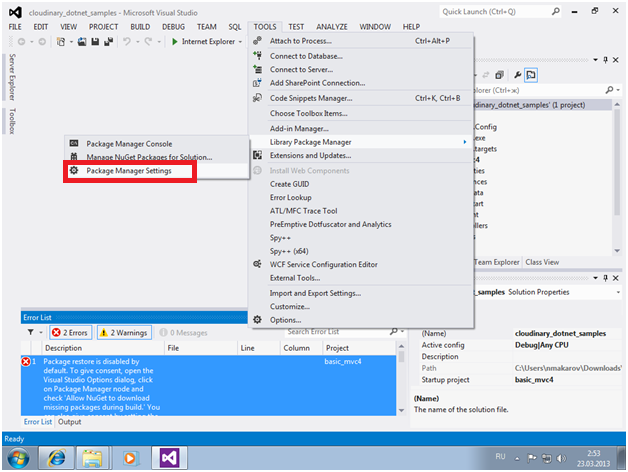 cloudinary_dotnet_samples - Microsoft Visual Studio
Quick Launch (Ctrl+Q)
FILE EDIT VIEW PROJECT BUILD DEBUG TEAM SQL TOOLS TEST ANALYZE WINDOW HELP
Internet Explorer
Server Explorer
Toolbox
Attach to Process... Ctrl+Alt+P
Connect to Database...
Connect to Server...
Add SharePoint Connection...
Code Snippets Manager... Ctrl+K, Ctrl+B
Choose Toolbox Items...
Add-in Manager...
Library Package Manager
Extensions and Updates...
Install Web Components
Create GUID
Error Lookup
ATL/MFC Trace Tool
PreEmptive Dotfuscator and Analytics
Spy++
Spy++ (x64)
WCF Service Configuration Editor
External Tools...
Import and Export Settings...
Customize...
Options...
Package Manager Console
Manage NuGet Packages for Solution...
Package Manager Settings
plorer (Ctrl+ж)
dinary_dotnet_samples' (1 project)
.Config
.exe
.targets
c4
rties
ences
ata
tart
nt
ollers
Team Explorer Class View
_samples Solution Properties
(Name) cloudinary_dotnet_samples
Active config Debug|Any CPU
Description
Path C:\Users\nmakarov\Downloads\
Startup project basic_mvc4
(Name)
The name of the solution file.
Error List
2 Errors 2 Warnings 0 Messages Search Error List
Description File Line Column Project
1 Package restore is disabled by basic_mvc4
default. To give consent, open the
Visual Studio Options dialog, click
on Package Manager node and
check 'Allow NuGet to download
missing packages during build.' You
Error List Output
Ready
RU
2:53
23.03.2013